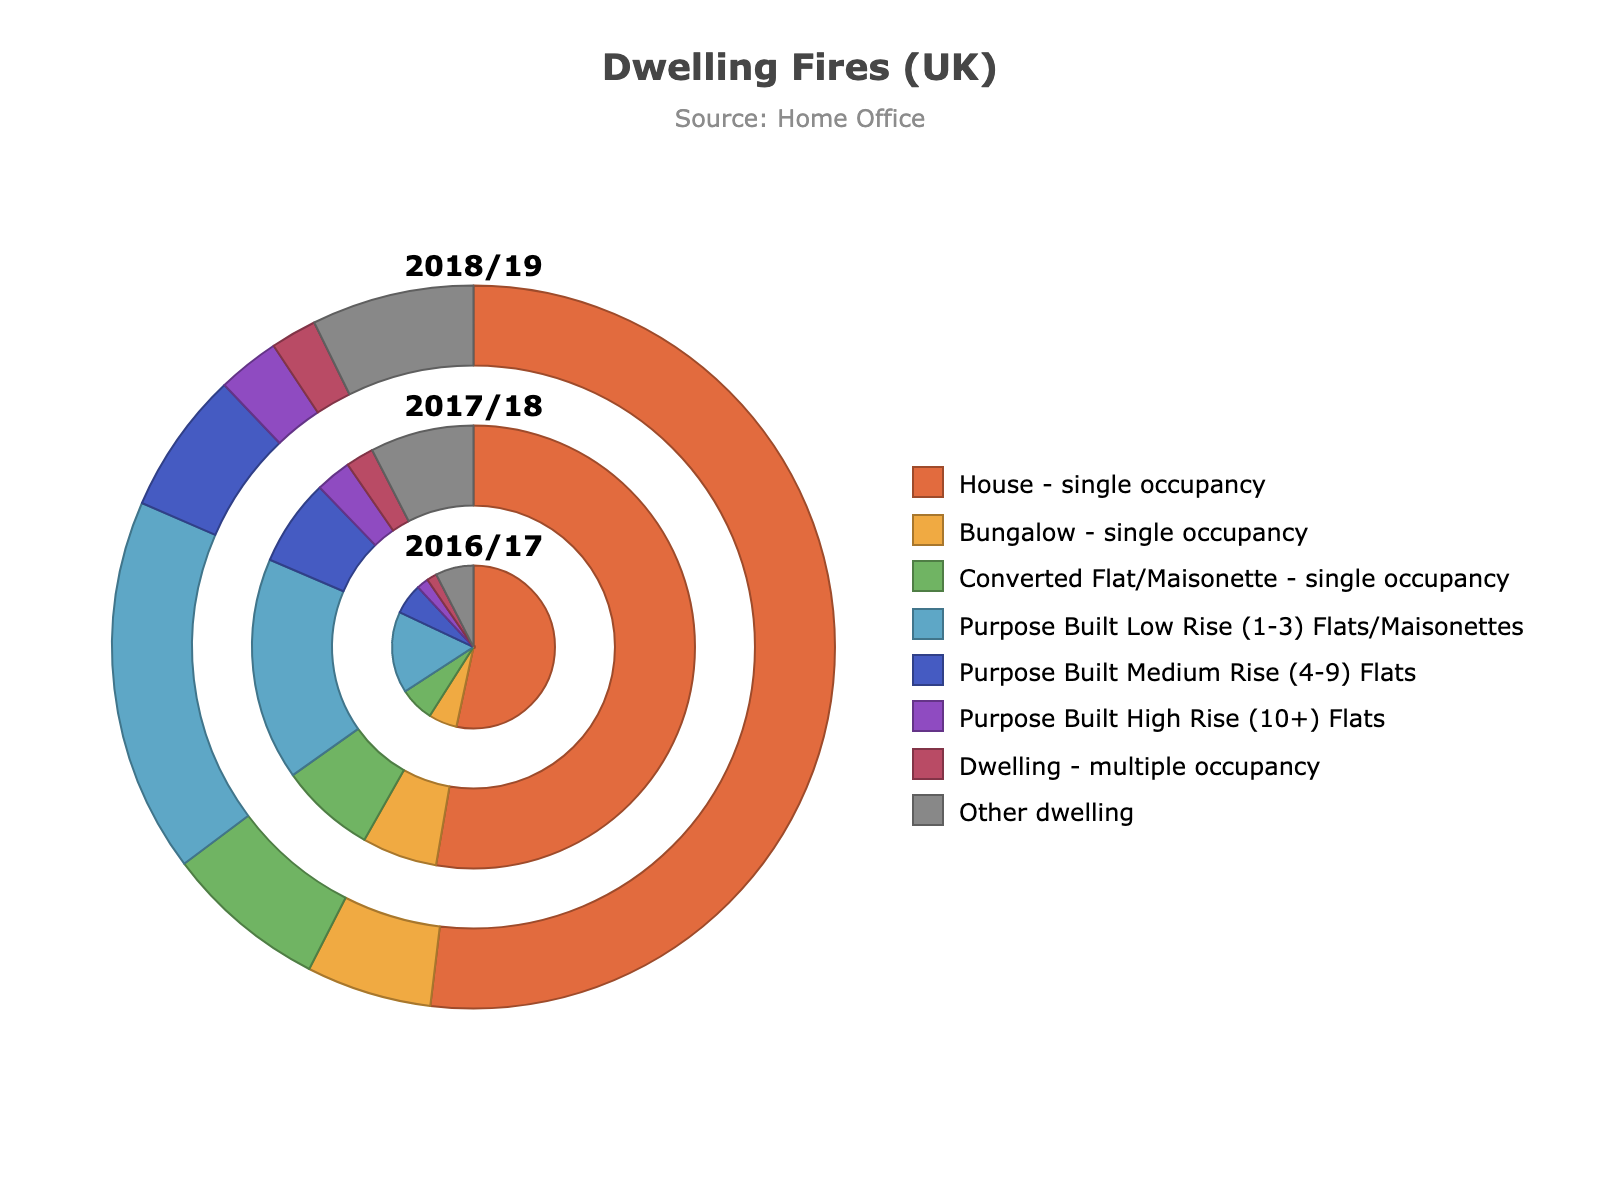 Dwelling Fires (UK)
Source: Home Office
2018/19
2017/18
2016/17
House - single occupancy
Bungalow - single occupancy
Converted Flat/Maisonette - single occupancy
Purpose Built Low Rise (1-3) Flats/Maisonettes
Purpose Built Medium Rise (4-9) Flats
Purpose Built High Rise (10+) Flats
Dwelling - multiple occupancy
Other dwelling